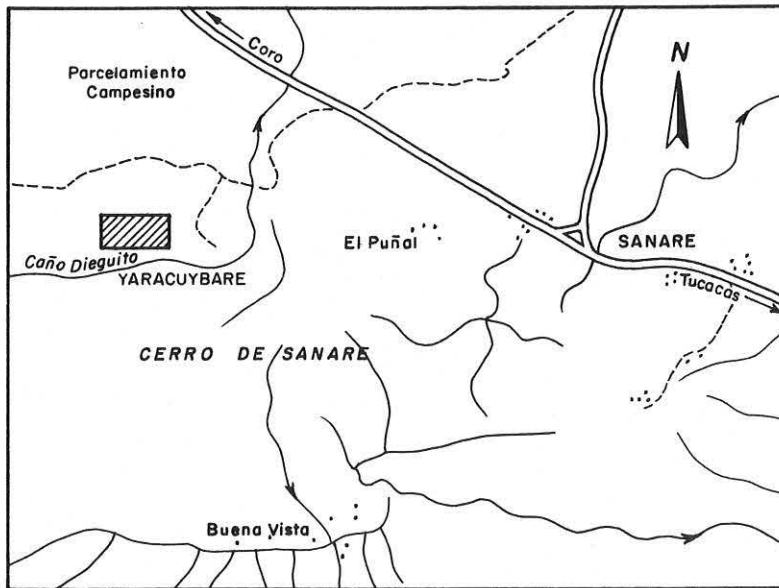 Coro
Parcelamiento
Campesino
N
El Puñal
SANARE
Caño Dieguito
YARACUYBARE
Tucacas
CERRO DE SANARE
Buena Vista